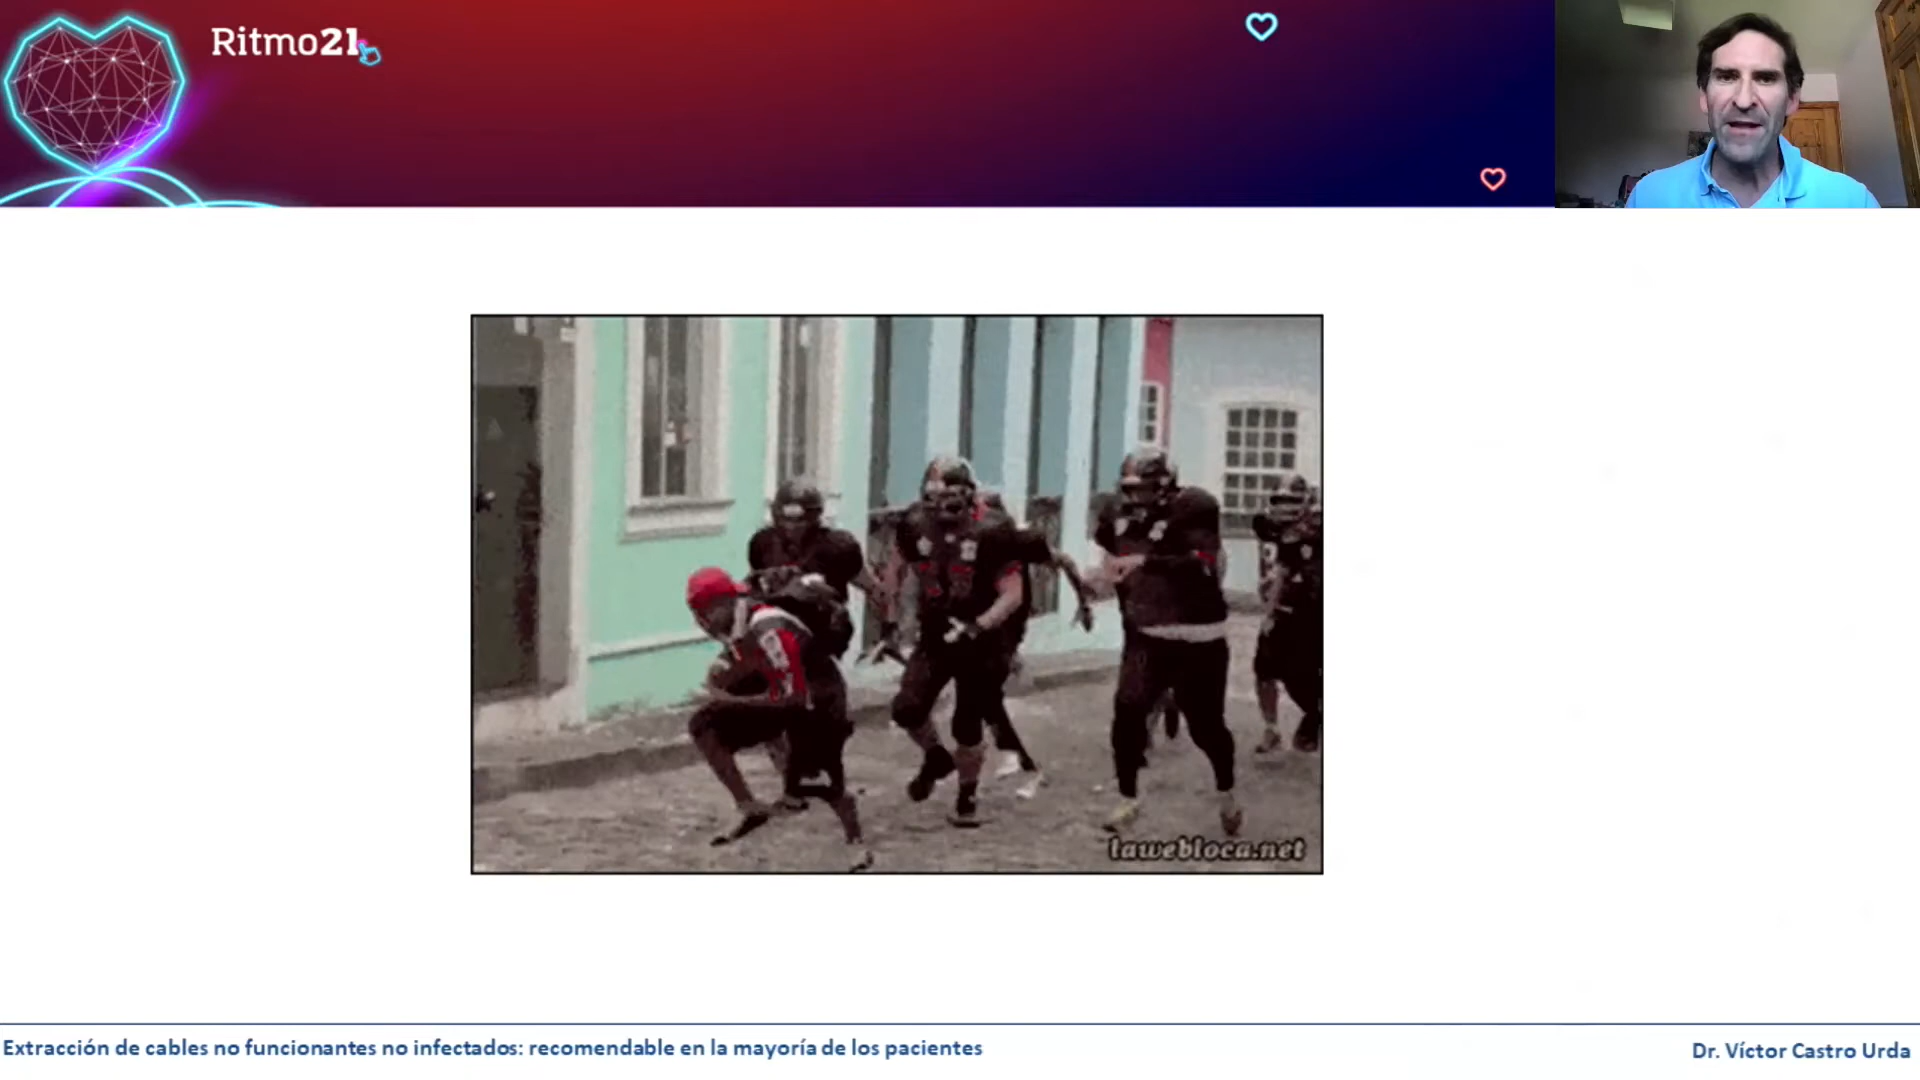 Ritmo21
lawebloca.net
Extracción de cables no funcionantes no infectados: recomendable en la mayoría de los pacientes
Dr. Víctor Castro Urda